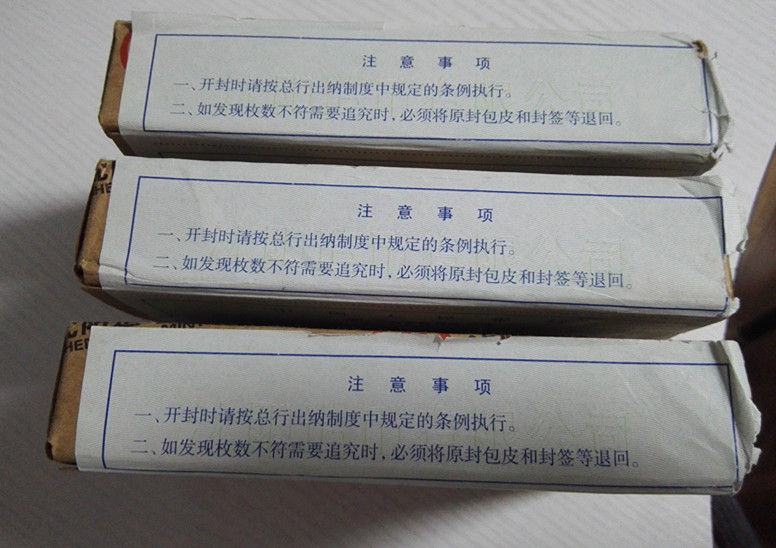 注意事项
一、开封时请按总行出纳制度中规定的条例执行。
二、如发现枚数不符需要追究时,必须将原封包皮和封签等退回。
注意事项
一、开封时请按总行出纳制度中规定的条例执行。
二、如发现枚数不符需要追究时,必须将原封包皮和封签等退回。
注意事项
一、开封时请按总行出纳制度中规定的条例执行。
二、如发现枚数不符需要追究时,必须将原封包皮和封签等退回。